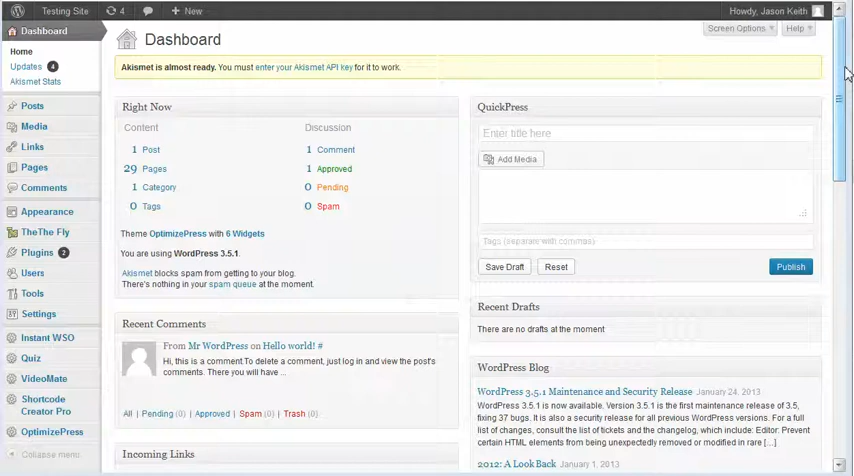 Testing Site 4 + New Howdy, Jason Keith
Dashboard
Home
Updates 4
Akismet Stats
Posts
Media
Links
Pages
Comments
Appearance
TheThe Fly
Plugins 2
Users
Tools
Settings
Instant WSO
Quiz
VideoMate
Shortcode
Creator Pro
OptimizePress
Collapse menu
Screen Options Help
Dashboard
Akismet is almost ready. You must enter your Akismet API key for it to work.
Right Now
Content Discussion
1 Post 1 Comment
29 Pages 1 Approved
1 Category 0 Pending
0 Tags 0 Spam
Theme OptimizePress with 6 Widgets
You are using WordPress 3.5.1.
Akismet blocks spam from getting to your blog.
There's nothing in your spam queue at the moment.
Recent Comments
From Mr WordPress on Hello world! #
Hi, this is a comment.To delete a comment, just log in and view the post's
comments. There you will have ...
All | Pending (0) | Approved | Spam (0) | Trash (0)
Incoming Links
QuickPress
Enter title here
Add Media
Tags (separate with commas)
Save Draft Reset Publish
Recent Drafts
There are no drafts at the moment
WordPress Blog
WordPress 3.5.1 Maintenance and Security Release January 24, 2013
WordPress 3.5.1 is now available. Version 3.5.1 is the first maintenance release of 3.5,
fixing 37 bugs. It is also a security release for all previous WordPress versions. For a full
list of changes, consult the list of tickets and the changelog, which include: Editor: Prevent
certain HTML elements from being unexpectedly removed or modified in rare [...]
2012: A Look Back January 1, 2013